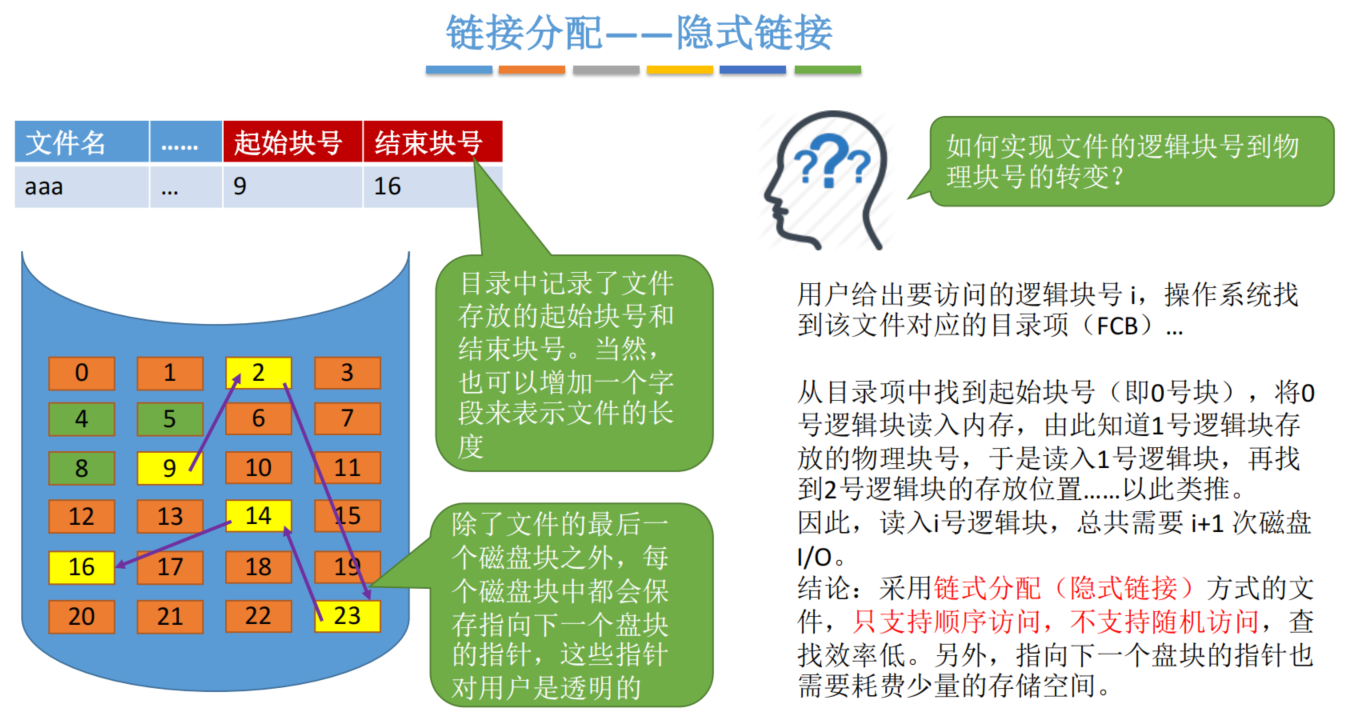 链接分配——隐式链接
文件名 …… 起始块号 结束块号
aaa … 9 16
目录中记录了文件
存放的起始块号和
结束块号。当然，
也可以增加一个字
段来表示文件的长
度
0 1 2 3
4 5 6 7
8 9 10 11
12 13 14 15
16 17 18 19
20 21 22 23
除了文件的最后一
个磁盘块之外，每
个磁盘块中都会保
存指向下一个盘块
的指针，这些指针
对用户是透明的
???
如何实现文件的逻辑块号到物
理块号的转变？
用户给出要访问的逻辑块号 i，操作系统找
到该文件对应的目录项（FCB）…
从目录项中找到起始块号（即0号块），将0
号逻辑块读入内存，由此知道1号逻辑块存
放的物理块号，于是读入1号逻辑块，再找
到2号逻辑块的存放位置……以此类推。
因此，读入i号逻辑块，总共需要 i+1 次磁盘
I/O。
结论：采用链式分配（隐式链接）方式的文
件，只支持顺序访问，不支持随机访问，查
找效率低。另外，指向下一个盘块的指针也
需要耗费少量的存储空间。